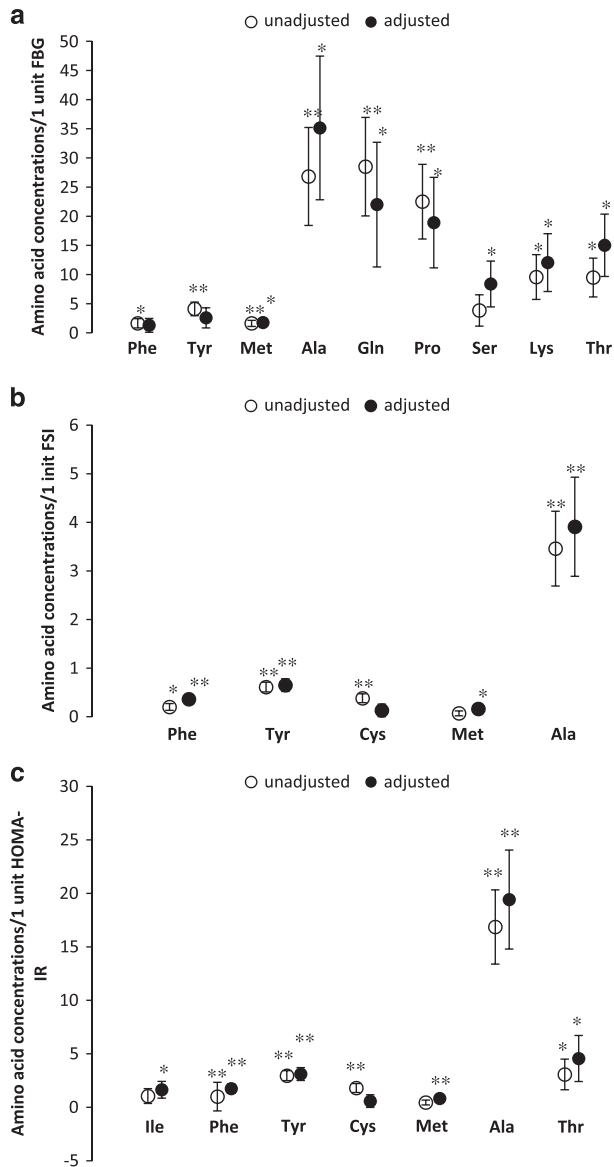 a
○ unadjusted ● adjusted
Amino acid concentrations/1 unit FBG
50
45
40
35
30
25
20
15
10
5
0
* ** ** * ** * ** * ** * * * * * *
Phe Tyr Met Ala Gln Pro Ser Lys Thr
b
○ unadjusted ● adjusted
Amino acid concentrations/1 init FSI
6
5
4
3
2
1
0
* ** ** ** ** * ** **
Phe Tyr Cys Met Ala
c
○ unadjusted ● adjusted
Amino acid concentrations/1 unit HOMA-
IR
30
25
20
15
10
5
0
-5
* ** ** ** ** ** ** ** ** * *
Ile Phe Tyr Cys Met Ala Thr